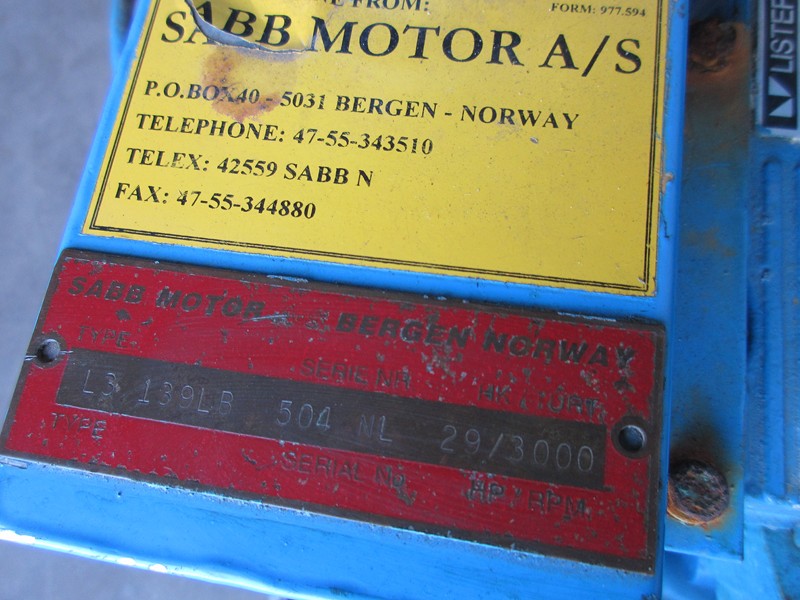 FROM:
FORM: 977.594
SABB MOTOR A/S
P.O.BOX40 - 5031 BERGEN - NORWAY
TELEPHONE: 47-55-343510
TELEX: 42559 SABB N
FAX: 47-55-344880
LISTER
SABB MOTOR BERGEN NORWAY
TYPE SERIE NR HK
L3 139LB 504 NL 29/3000
TYPE SERIAL No HP / RPM